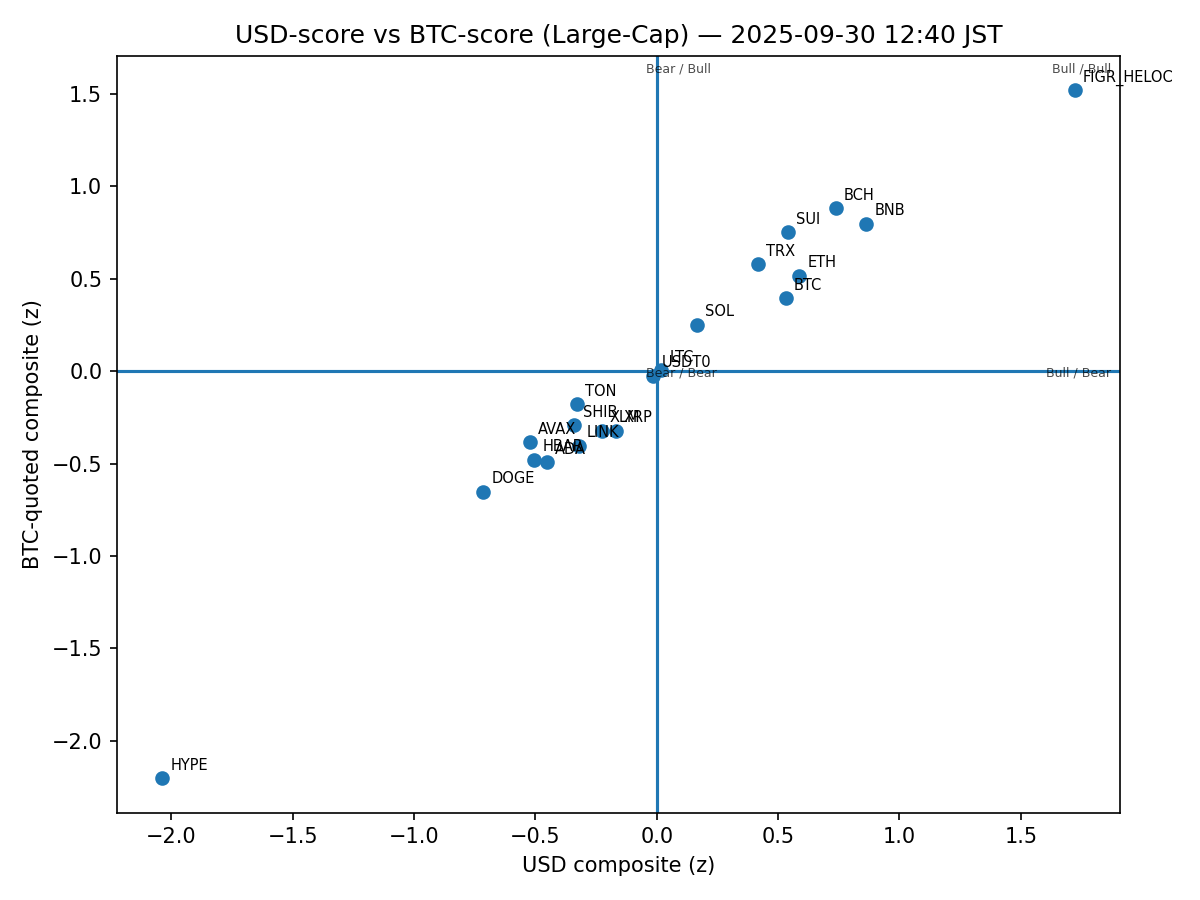 USD-score vs BTC-score (Large-Cap) — 2025-09-30 12:40 JST
Bear / Bull
Bull / Bull
FIGR_HELOC
BCH
BNB
SUI
TRX
ETH
BTC
SOL
LTC
USDT0
Bear / Bear
Bull / Bear
TON
SHIB
XLM
XRP
AVAX
LINK
HBAR
ADA
DOGE
HYPE
1.5
1.0
0.5
0.0
−0.5
−1.0
−1.5
−2.0
BTC-quoted composite (z)
−2.0
−1.5
−1.0
−0.5
0.0
0.5
1.0
1.5
USD composite (z)